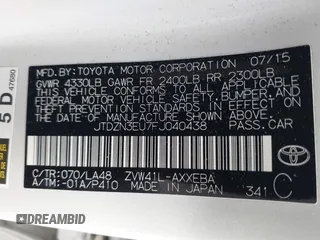 MFD. BY: TOYOTA MOTOR CORPORATION 07/15
GVWR 4330LB GAWR FR 2400LB RR 2300LB
THIS VEHICLE CONFORMS TO ALL APPLICABLE
FEDERAL MOTOR VEHICLE SAFETY, BUMPER, AND
THEFT PREVENTION STANDARDS IN EFFECT ON THE DATE OF
MANUFACTURE SHOWN ABOVE.
JTDZN3EU7FJ040438 PASS.CAR
C/TR:070/LA48 ZVW41L-AXXEBA
A/TM:-01A/P410 MADE IN JAPAN 341 C
TOYOTA
5 D
47680
DREAMBID